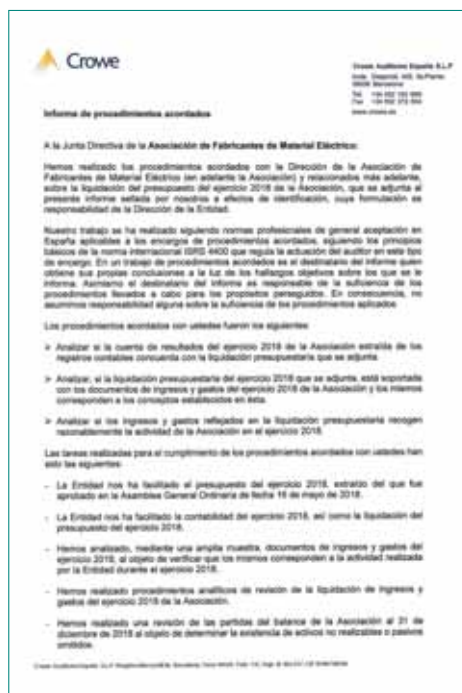 Crowe
Crowe Auditores España S.L.P.
08036 Barcelona
www.crowe.es
Informe de procedimientos acordados
A la Junta Directiva de la Asociación de Fabricantes de Material Eléctrico:
Hemos realizado los procedimientos acordados con la Dirección de la Asociación de
Fabricantes de Material Eléctrico (en adelante la Asociación) y relacionados más adelante,
sobre la liquidación del presupuesto del ejercicio 2018 de la Asociación, que se adjunta al
presente informe sellada por nosotros a efectos de identificación, cuya formulación es
responsabilidad de la Dirección de la Entidad.
Nuestro trabajo se ha realizado siguiendo normas profesionales de general aceptación en
España aplicables a los encargos de procedimientos acordados, siguiendo los principios
básicos de la norma internacional ISRS 4400 que regula la actuación del auditor en este tipo
de encargo. En un trabajo de procedimientos acordados es el destinatario del informe quien
obtiene sus propias conclusiones a la luz de los hallazgos objetivos sobre los que se le
informa. Asimismo el destinatario del informe es responsable de la suficiencia de los
procedimientos llevados a cabo para los propósitos perseguidos. En consecuencia, no
asumimos responsabilidad alguna sobre la suficiencia de los procedimientos aplicados.
Los procedimientos acordados con ustedes fueron los siguientes:
➢ Analizar si la cuenta de resultados del ejercicio 2018 de la Asociación extraída de los
registros contables concuerda con la liquidación presupuestaria que se adjunta.
➢ Analizar, si la liquidación presupuestaria del ejercicio 2018 que se adjunta, está soportada
con los documentos de ingresos y gastos del ejercicio 2018 de la Asociación y los mismos
corresponden a los conceptos establecidos en ésta.
➢ Analizar si los ingresos y gastos reflejados en la liquidación presupuestaria recogen
razonablemente la actividad de la Asociación en el ejercicio 2018.
Las tareas realizadas para el cumplimiento de los procedimientos acordados con ustedes han
sido las siguientes:
- La Entidad nos ha facilitado el presupuesto del ejercicio 2018, extraído del que fue
aprobado en la Asamblea General Ordinaria de fecha 16 de mayo de 2018.
- La Entidad nos ha facilitado la contabilidad del ejercicio 2018, así como la liquidación del
presupuesto del ejercicio 2018.
- Hemos analizado, mediante una amplia muestra, documentos de ingresos y gastos del
ejercicio 2018, al objeto de verificar que los mismos corresponden a la actividad realizada
por la Entidad durante el ejercicio 2018.
- Hemos realizado procedimientos analíticos de revisión de la liquidación de ingresos y
gastos del ejercicio 2018 de la Asociación.
- Hemos realizado una revisión de las partidas del balance de la Asociación al 31 de
diciembre de 2018 al objeto de determinar la existencia de activos no realizables o pasivos
omitidos.